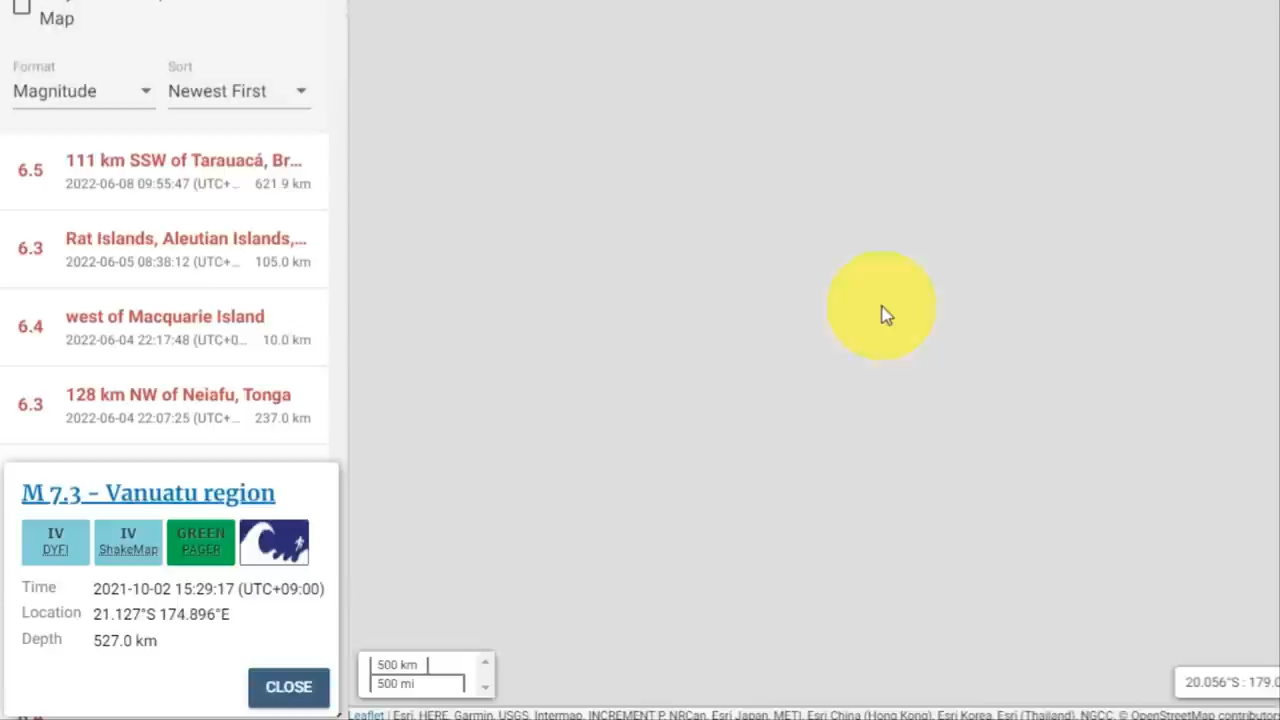 Map
Format
Sort
Magnitude
Newest First
6.5
111 km SSW of Tarauacá, Br...
2022-06-08 09:55:47 (UTC+...
621 9 km
6.3
Rat Islands, Aleutian Islands,...
2022-06-05 08:38:12 (UTC+...
105.0 km
6.4
west of Macquarie Island
2022-06-04 22:17:48 (UTC+0...
10.0 km
6.3
128 km NW of Neiafu, Tonga
2022-06-04 22:07:25 (UTC+...
237.0 km
M 7.3 - Vanuatu region
IV
DYFI
IV
ShakeMap
GREEN
PAGER
Time
2021-10-02 15:29:17 (UTC+09:00)
Location
21.127°S 174.896°E
Depth
527.0 km
CLOSE
500 km
500 mi
20.056°S : 179.0
Leaflet | Esri, HERE, Garmin, USGS, Intermap, INCREMENT P, NRCan, Esri Japan, METI, Esri China (Hong Kong), Esri Korea, Esri (Thailand), NGCC, © OpenStreetMap contributor